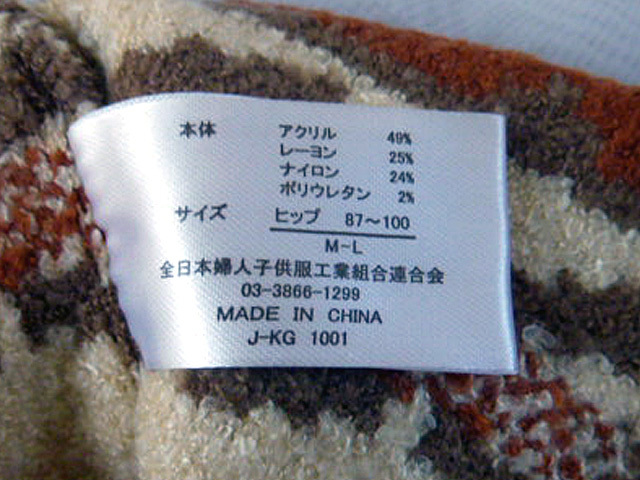 本体 アクリル 49%
レーヨン 25%
ナイロン 24%
ポリウレタン 2%
サイズ ヒップ 87～100
M-L
全日本婦人子供服工業組合連合会
03-3866-1299
MADE IN CHINA
J-KG 1001